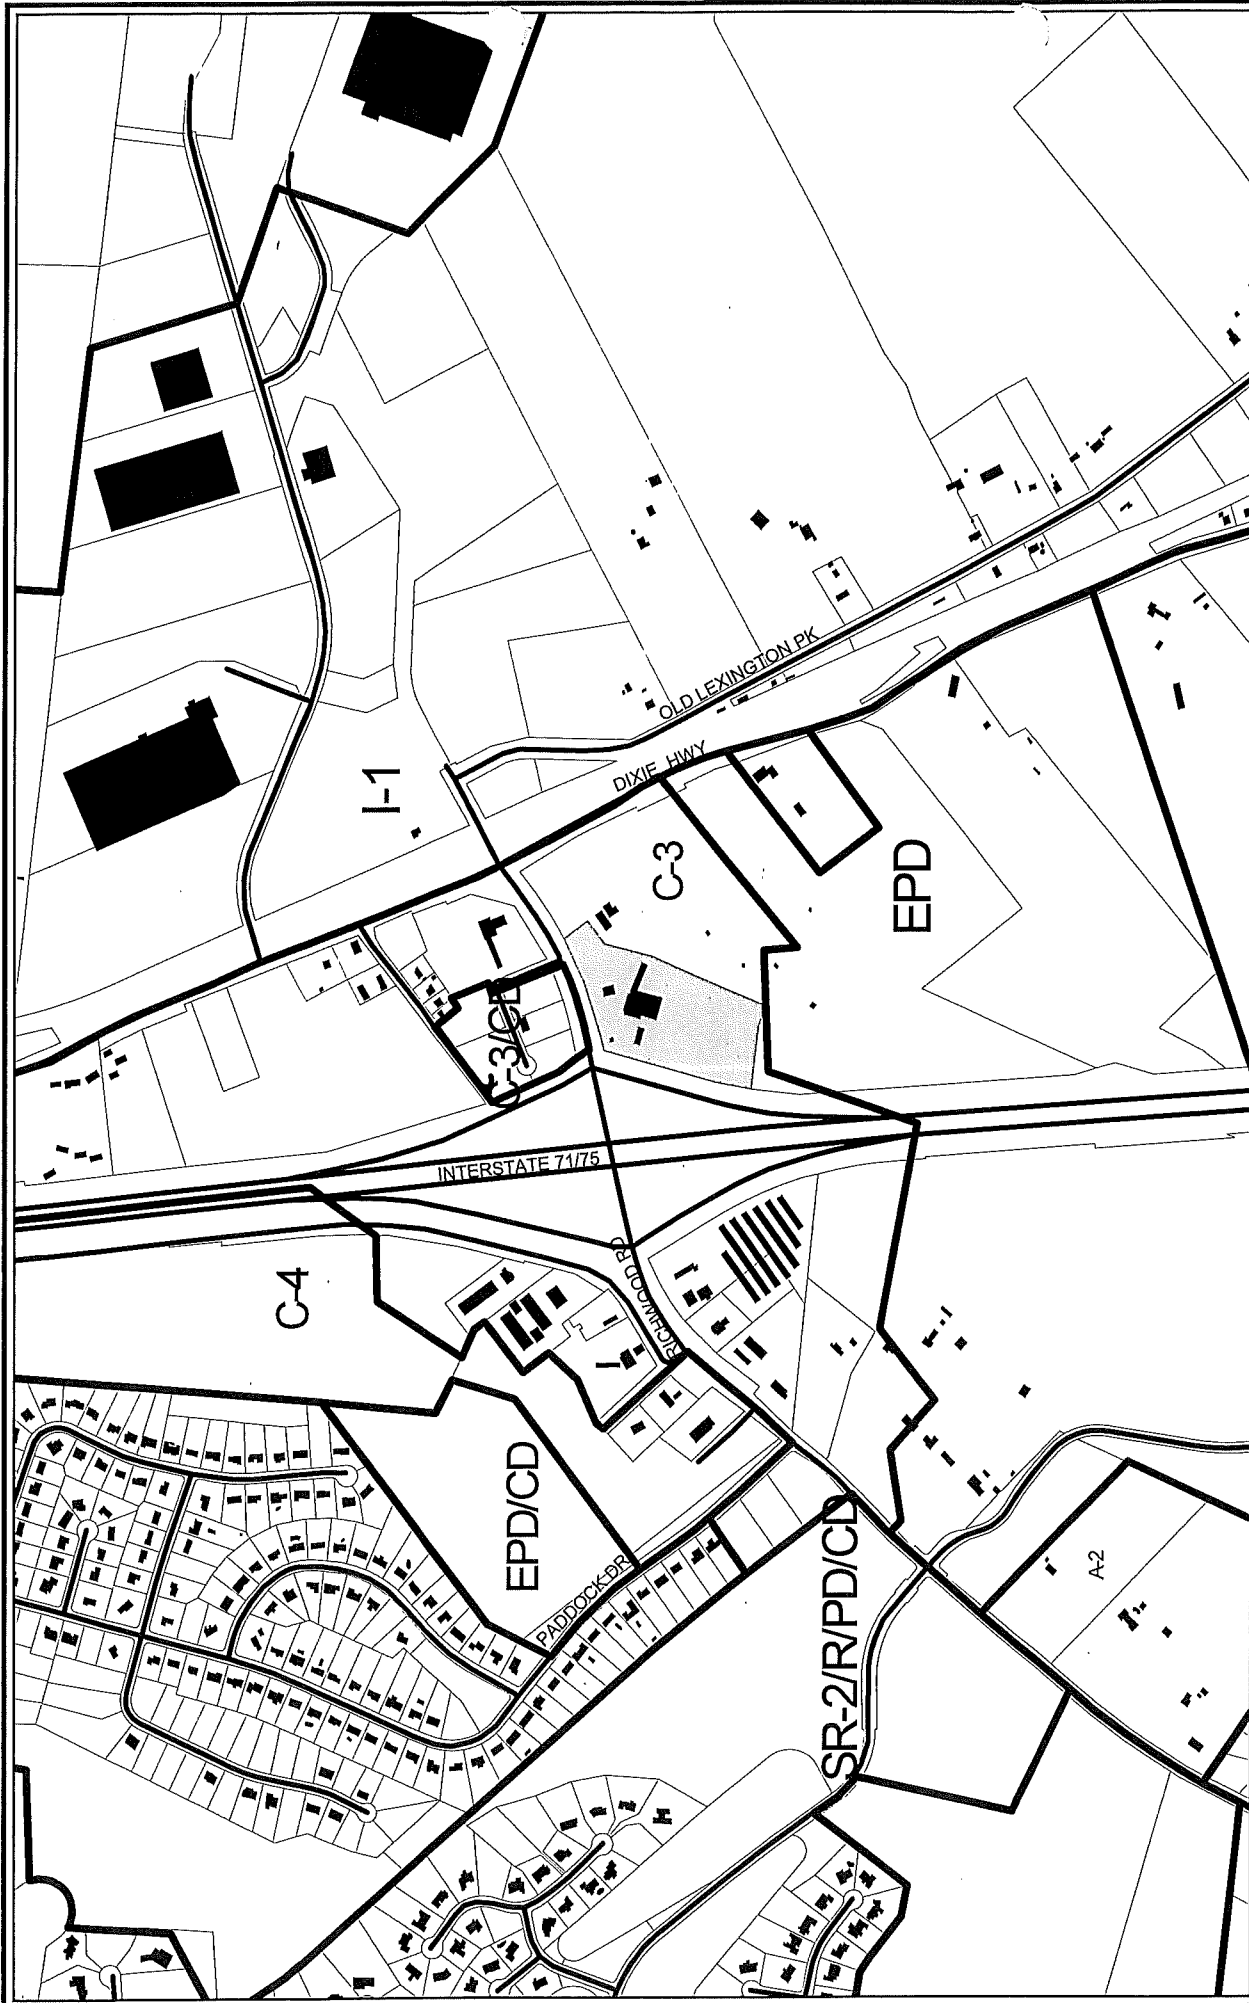 I-1
OLD LEXINGTON PK
DIXIE HWY
C-3
EPD
C-3/CD
INTERSTATE 71/75
C-4
RICHWOOD RD
EPD/CD
PADDOCK DR
SR-2/R/PD/CD
A-2